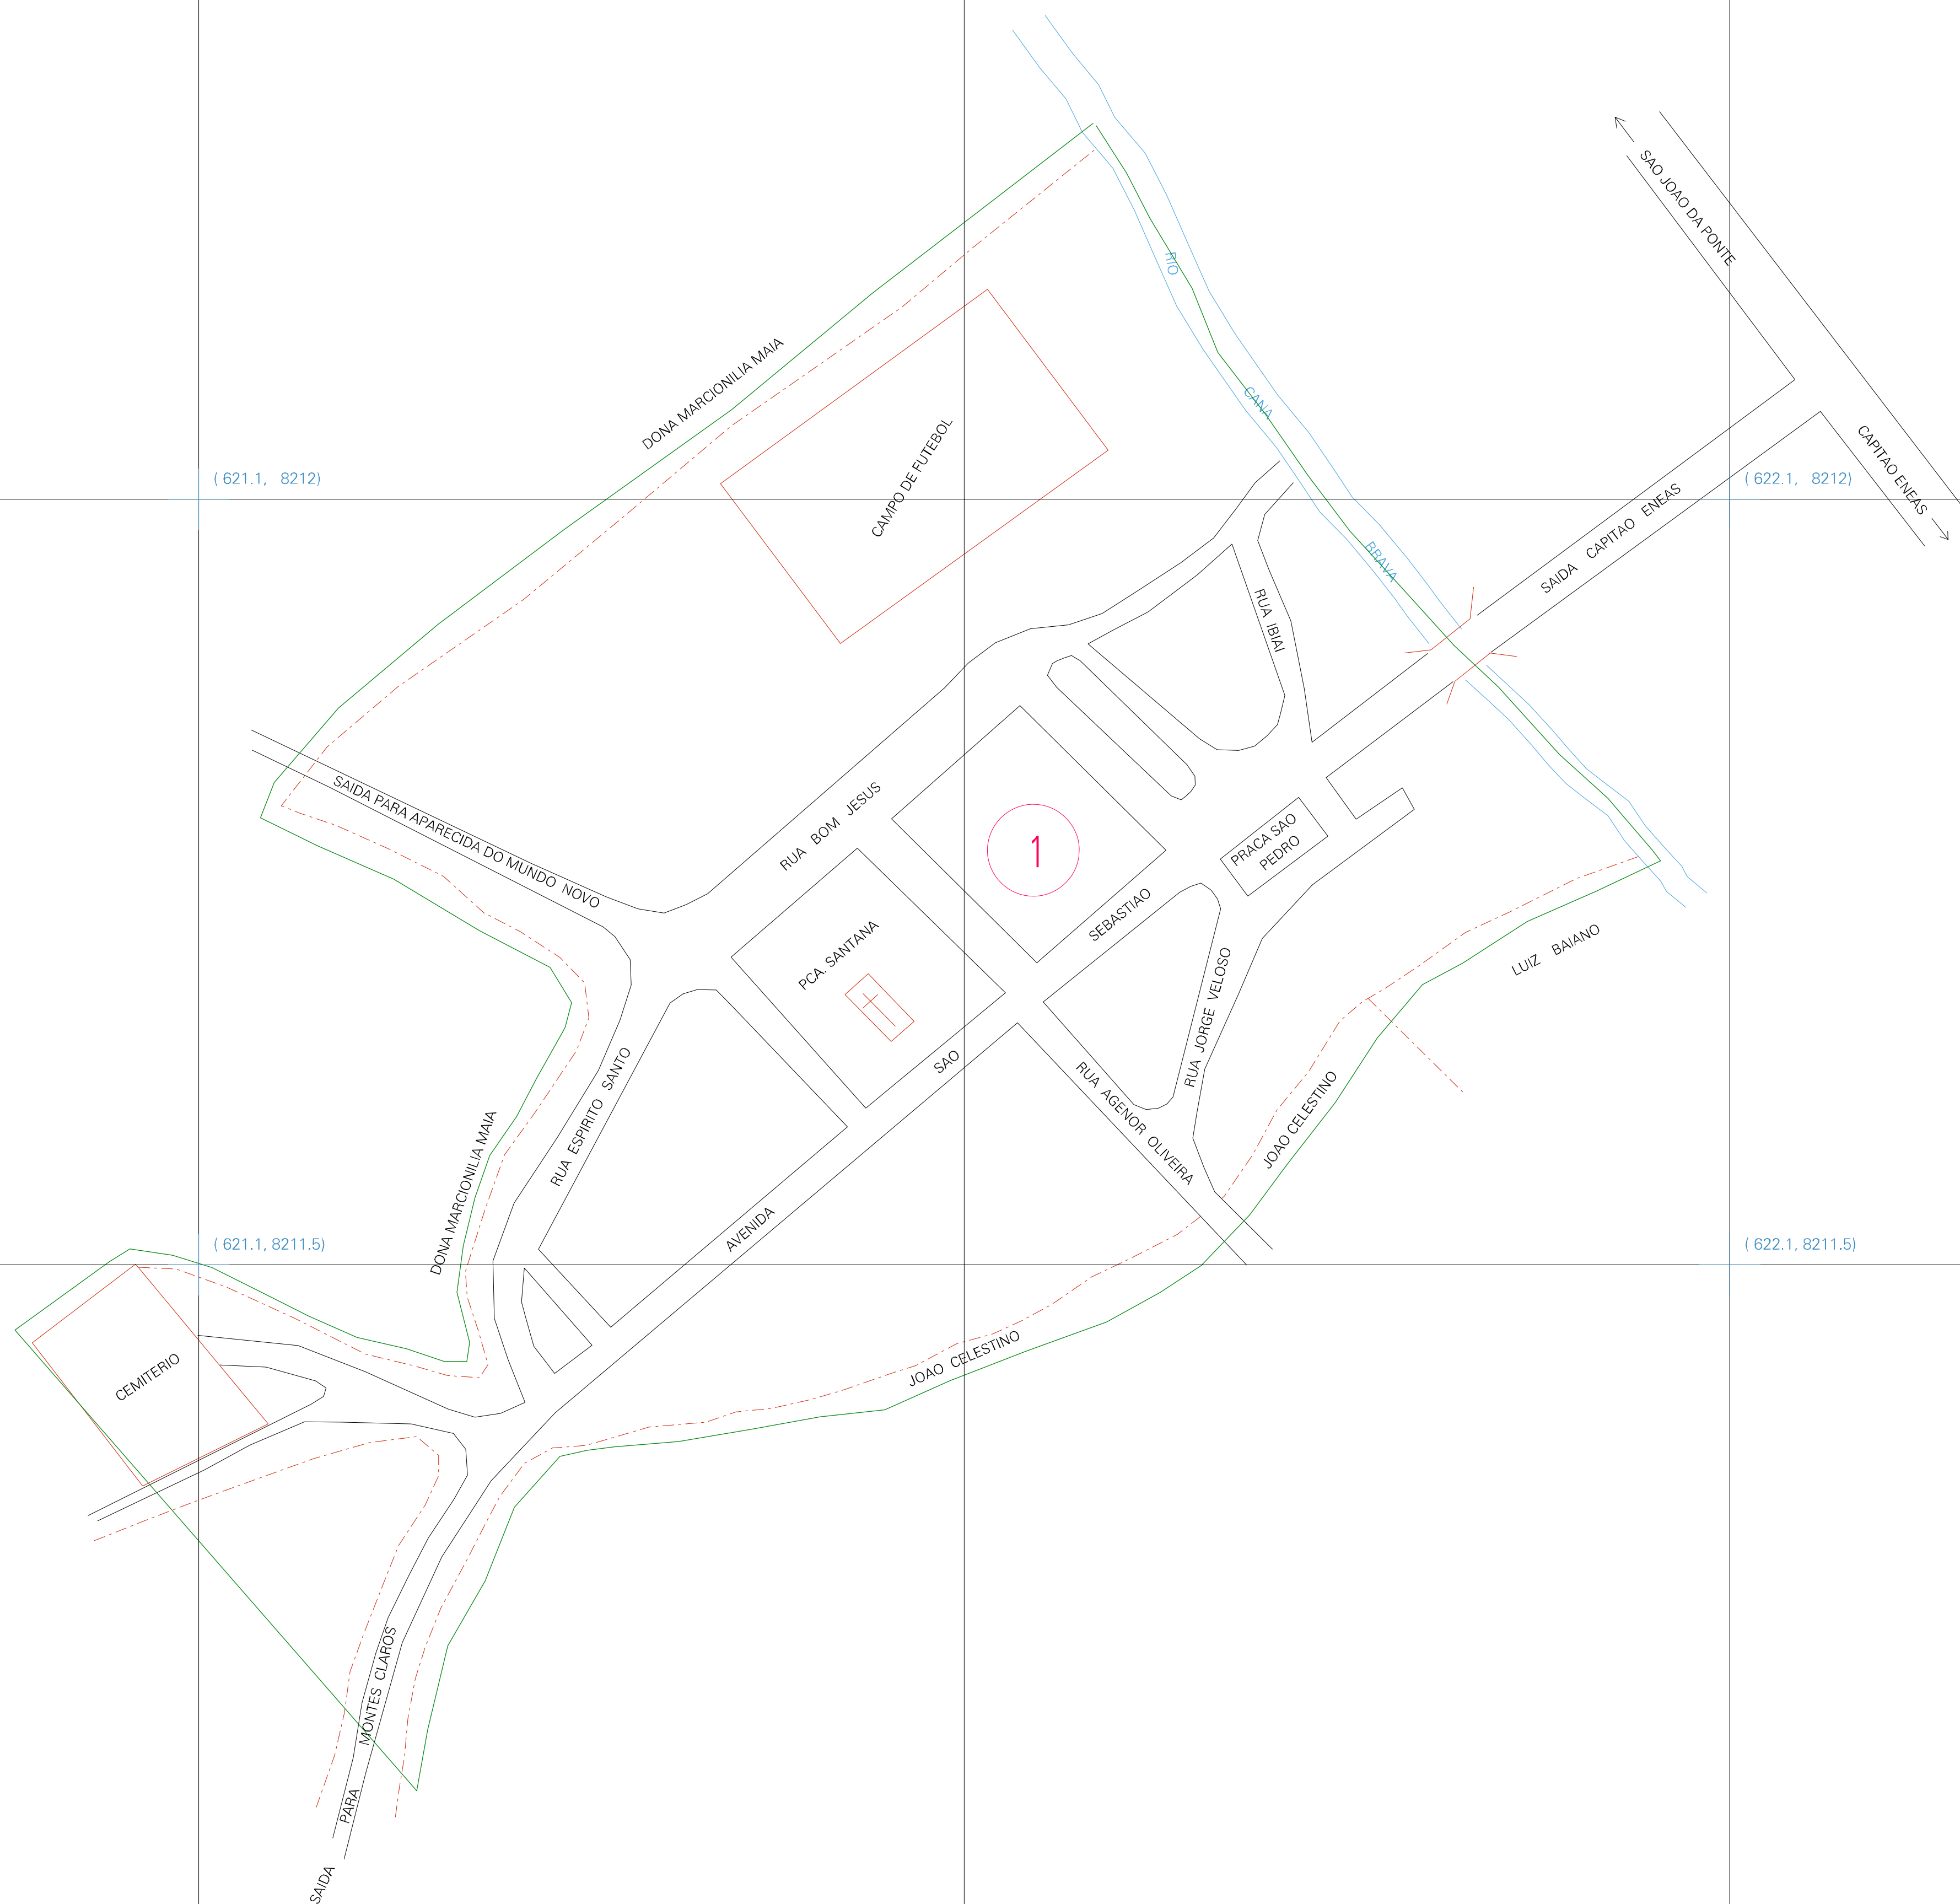 RIO
CANA
BRAVA
SAO JOAO DA PONTE
CAPITAO ENEAS
SAIDA CAPITAO ENEAS
DONA MARCIONILIA MAIA
CAMPO DE FUTEBOL
( 621.1, 8212)
( 622.1, 8212)
RUA IBIAI
SAIDA PARA APARECIDA DO MUNDO NOVO
RUA BOM JESUS
1
PRACA SAO
PEDRO
PCA. SANTANA
AVENIDA SAO SEBASTIAO
RUA JORGE VELOSO
LUIZ BAIANO
RUA ESPIRITO SANTO
RUA AGENOR OLIVEIRA
JOAO CELESTINO
DONA MARCIONILIA MAIA
( 621.1, 8211.5)
( 622.1, 8211.5)
JOAO CELESTINO
CEMITERIO
SAIDA PARA MONTES CLAROS